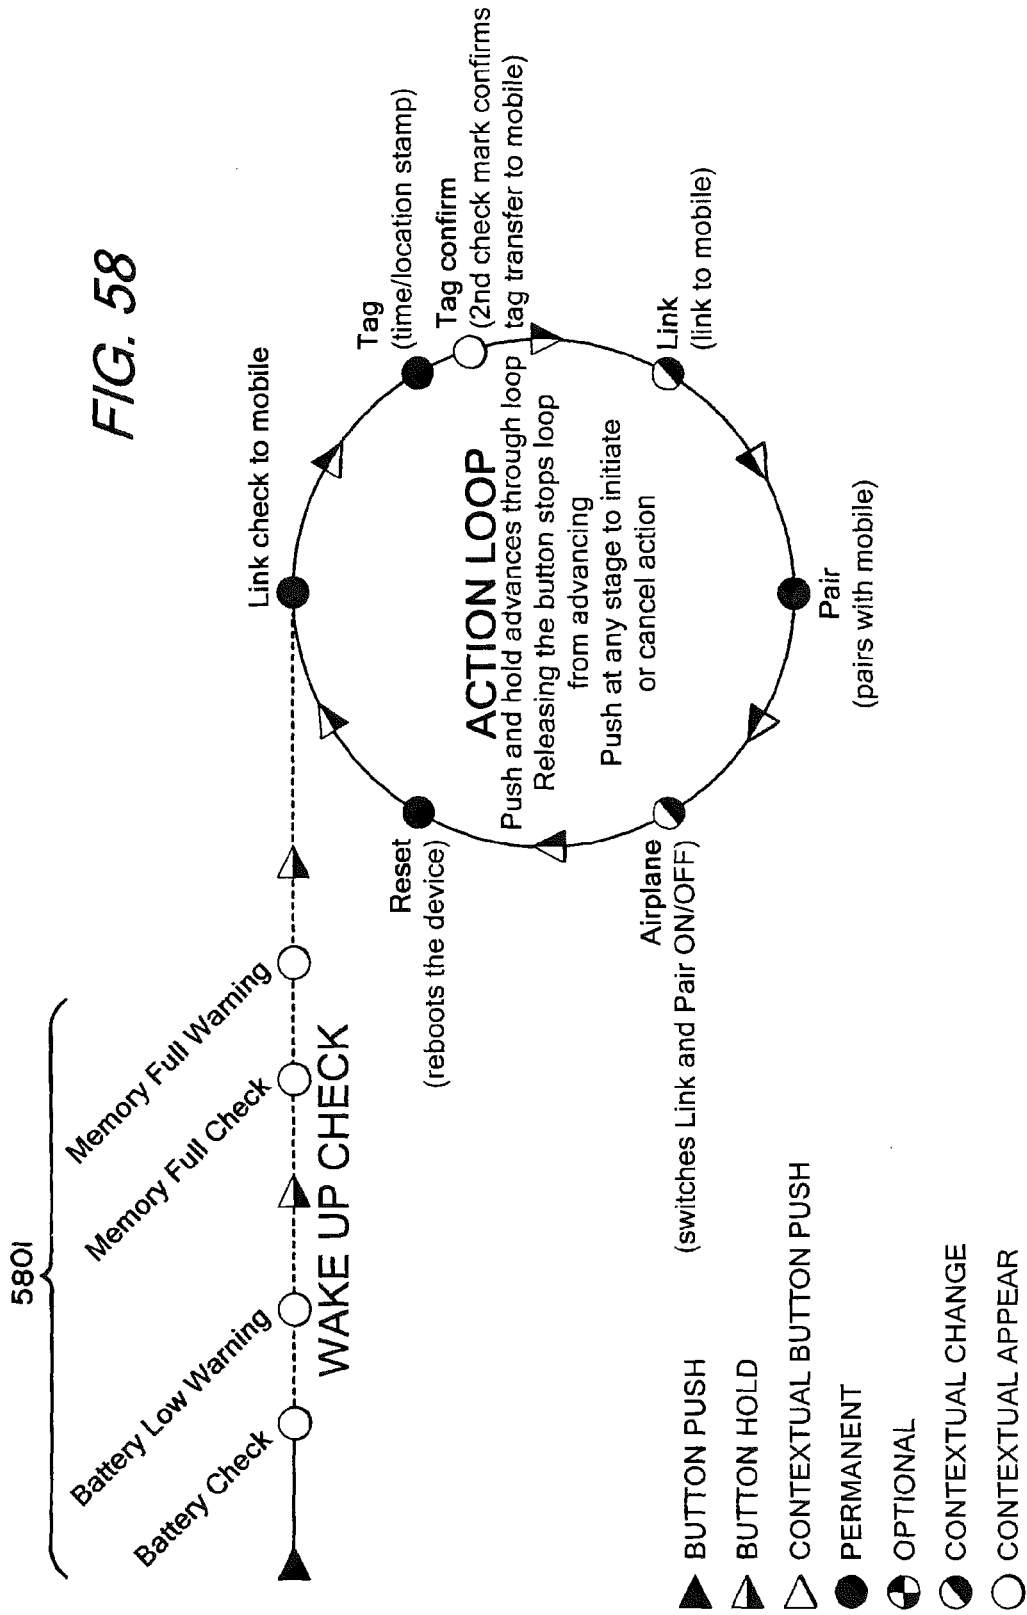 FIG. 58
5801
Battery Check
Battery Low Warning
Memory Full Check
Memory Full Warning
WAKE UP CHECK
Link check to mobile
Tag
(time/location stamp)
Tag confirm
(2nd check mark confirms
tag transfer to mobile)
Link
(link to mobile)
Pair
(pairs with mobile)
Airplane
(switches Link and Pair ON/OFF)
Reset
(reboots the device)
ACTION LOOP
Push and hold advances through loop
Releasing the button stops loop
from advancing
Push at any stage to initiate
or cancel action
BUTTON PUSH
BUTTON HOLD
CONTEXTUAL BUTTON PUSH
PERMANENT
OPTIONAL
CONTEXTUAL CHANGE
CONTEXTUAL APPEAR